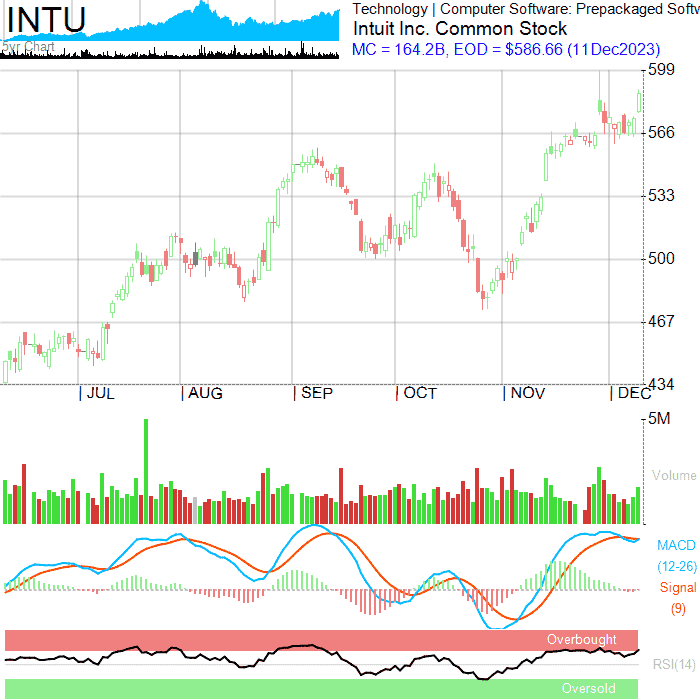 INTU
5yr Chart
Technology | Computer Software: Prepackaged Softw
Intuit Inc. Common Stock
MC = 164.2B, EOD = $586.66 (11Dec2023)
599
566
533
500
467
434
JUL
AUG
SEP
OCT
NOV
DEC
5M
Volume
MACD
(12-26)
Signal
(9)
Overbought
RSI(14)
Oversold